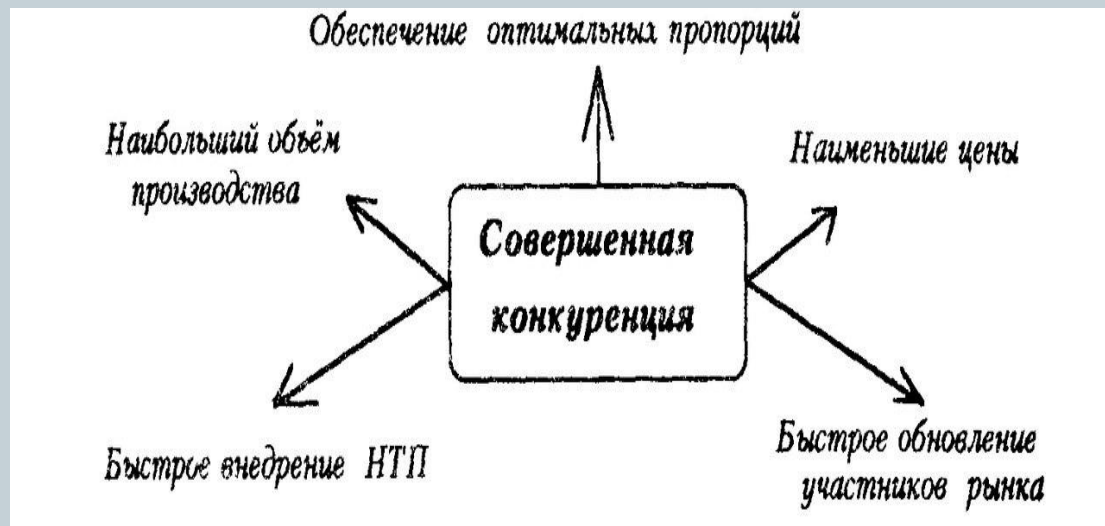 Обеспечение оптимальных пропорций
Наибольший объём
производства
Наименьшие цены
Совершенная
конкуренция
Быстрое внедрение НТП
Быстрое обновление
участников рынка